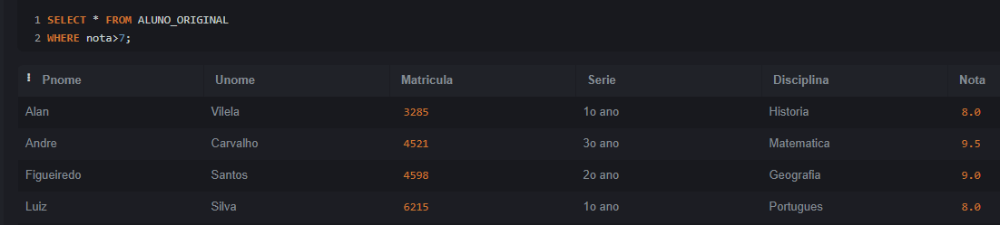 1 SELECT * FROM ALUNO_ORIGINAL
2 WHERE nota>7;
Pnome Unome Matricula Serie Disciplina Nota
Alan Vilela 3285 1o ano Historia 8.0
Andre Carvalho 4521 3o ano Matematica 9.5
Figueiredo Santos 4598 2o ano Geografia 9.0
Luiz Silva 6215 1o ano Portugues 8.0